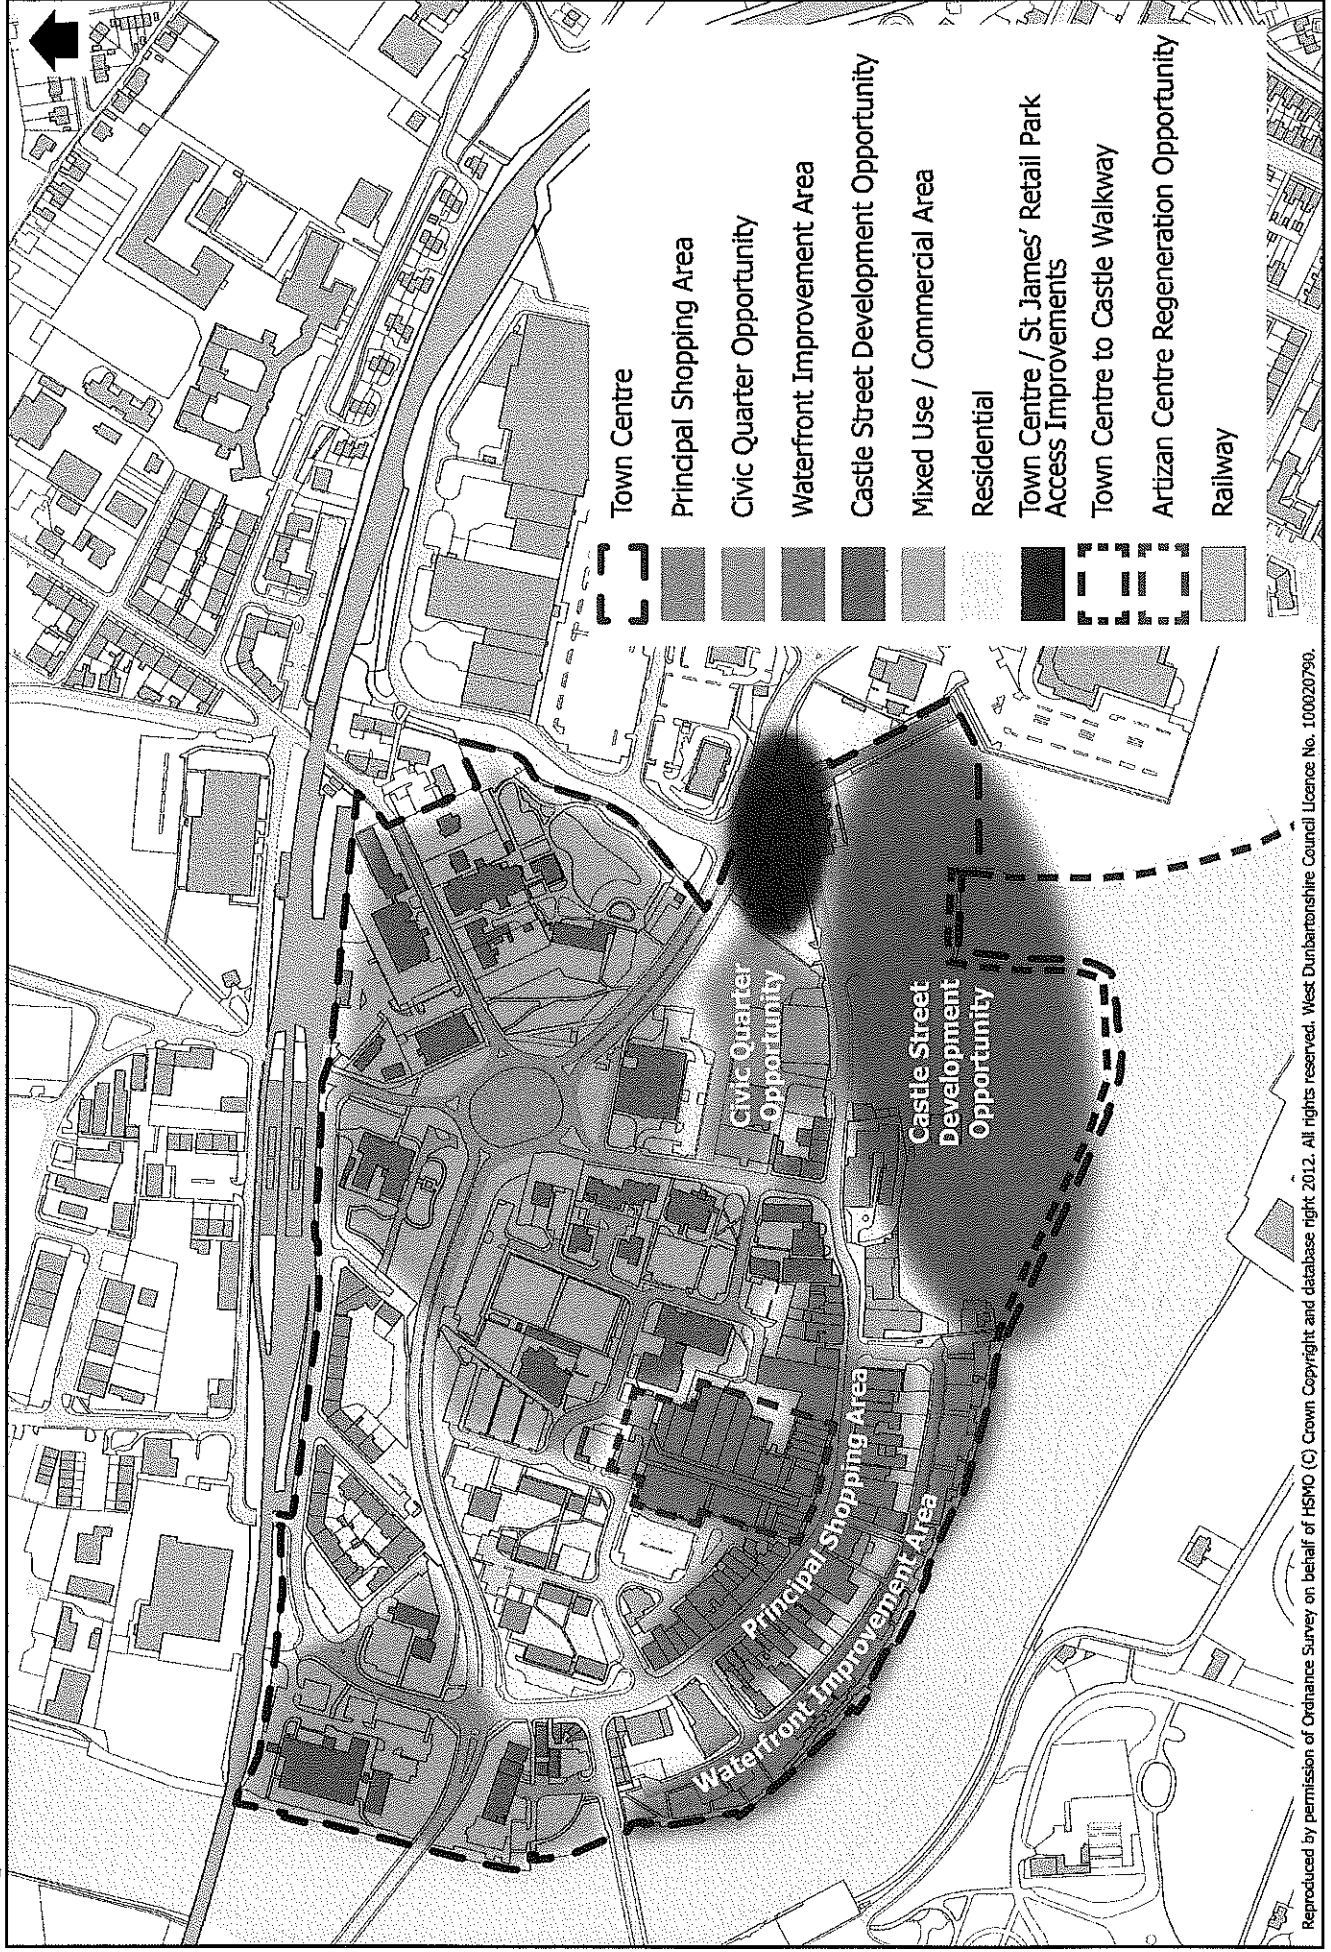 Town Centre
Principal Shopping Area
Civic Quarter Opportunity
Waterfront Improvement Area
Castle Street Development Opportunity
Mixed Use / Commercial Area
Residential
Town Centre / St James' Retail Park
Access Improvements
Town Centre to Castle Walkway
Artizan Centre Regeneration Opportunity
Railway
Civic Quarter
Opportunity
Castle Street
Development
Opportunity
Principal Shopping Area
Waterfront Improvement Area
Reproduced by permission of Ordnance Survey on behalf of HSMO (C) Crown Copyright and database right 2012. All rights reserved. West Dunbartonshire Council Licence No. 100020790.